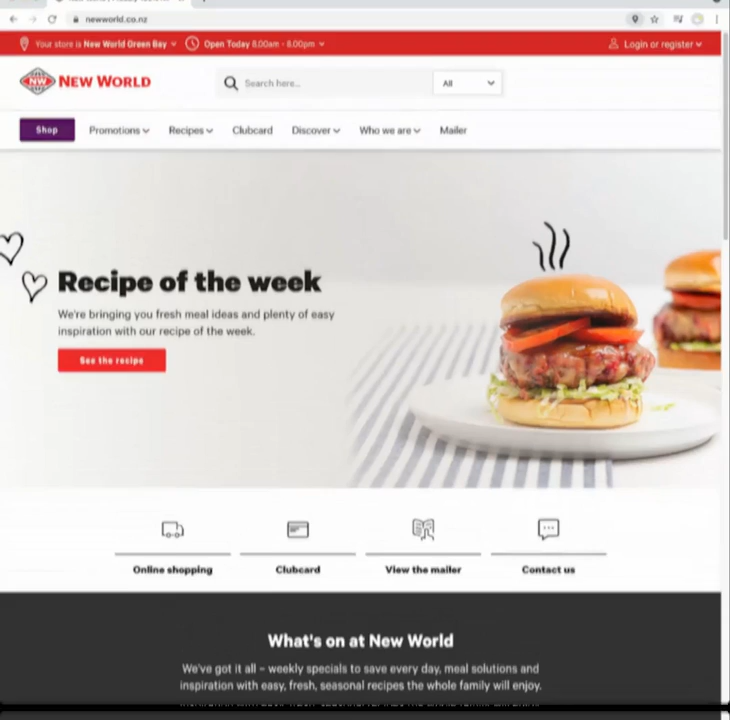 newworld.co.nz
Your store is New World Green Bay
Open Today 8.00am - 8.00pm
Login or register
NW NEW WORLD
Search here...
All
Shop
Promotions
Recipes
Clubcard
Discover
Who we are
Mailer
Recipe of the week
We're bringing you fresh meal ideas and plenty of easy
inspiration with our recipe of the week.
See the recipe
Online shopping
Clubcard
View the mailer
Contact us
What's on at New World
We've got it all – weekly specials to save every day, meal solutions and
inspiration with easy, fresh, seasonal recipes the whole family will enjoy.